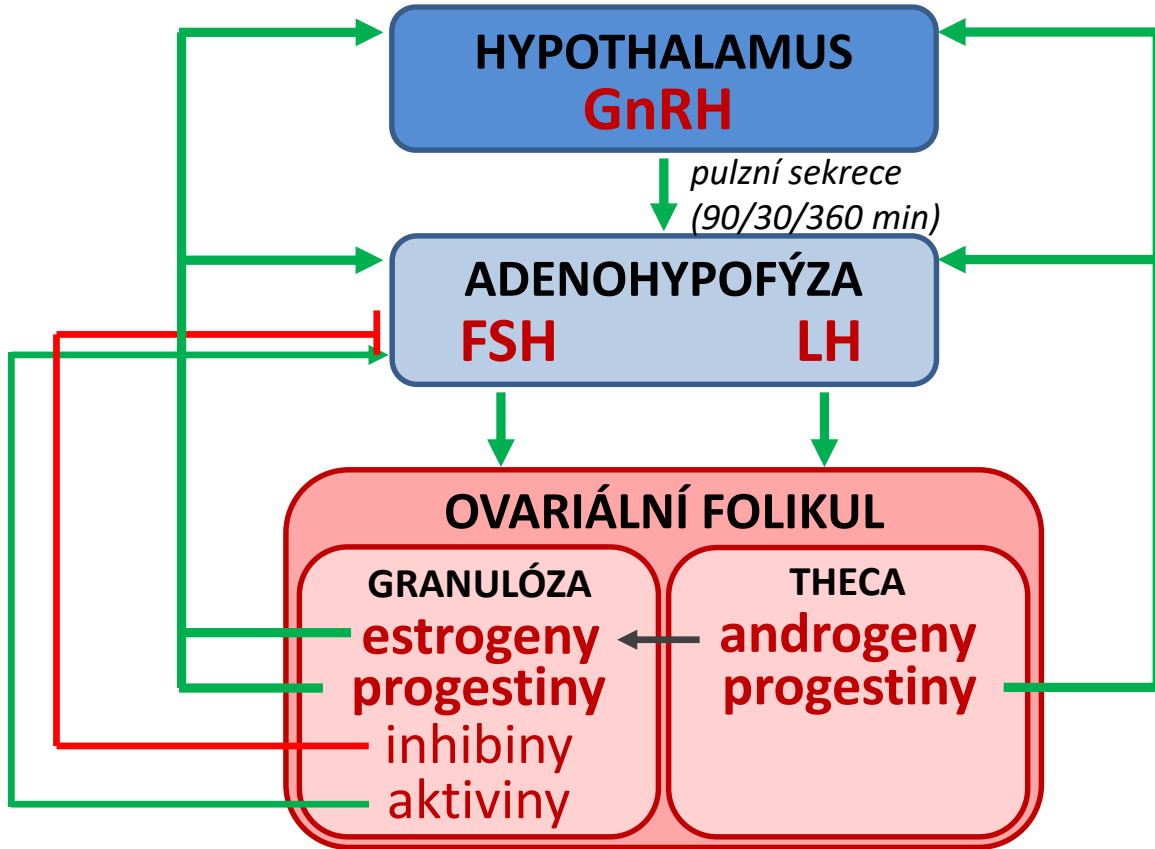 HYPOTHALAMUS
GnRH
pulzní sekrece
(90/30/360 min)
ADENOHYPOFÝZA
FSH LH
OVARIÁLNÍ FOLIKUL
GRANULÓZA
estrogeny
progestiny
inhibiny
aktiviny
THECA
androgeny
progestiny